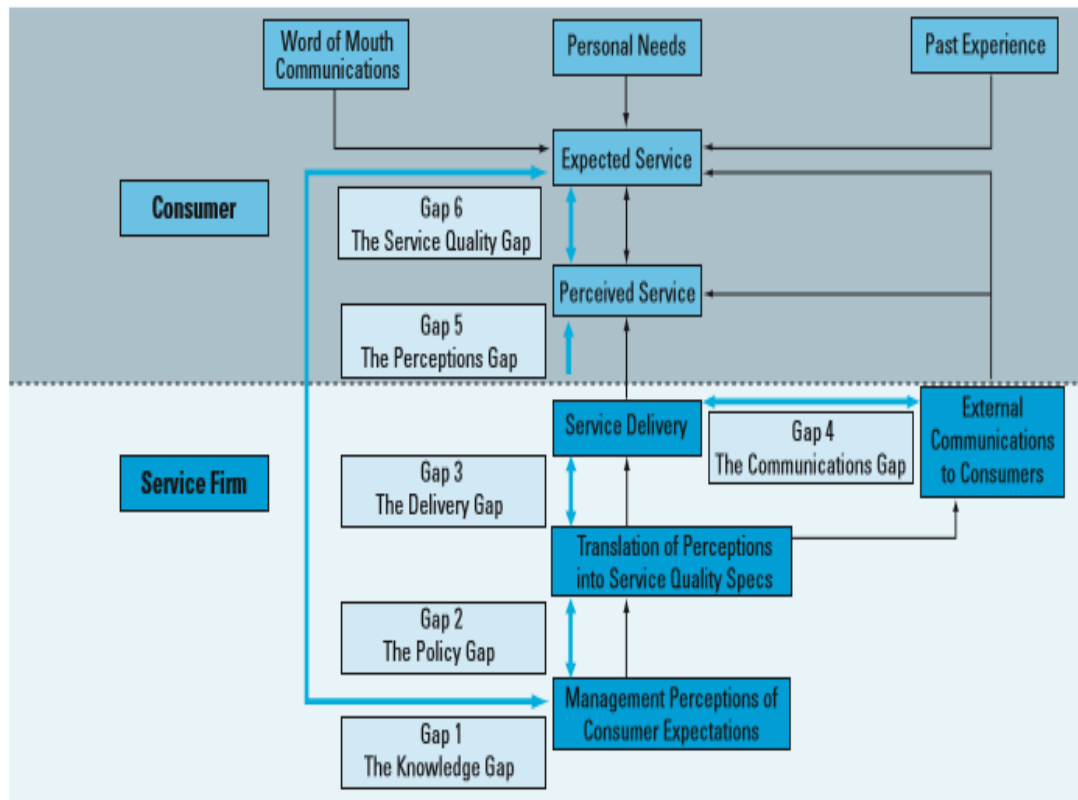 Word of Mouth
Communications
Personal Needs
Past Experience
Expected Service
Consumer
Gap 6
The Service Quality Gap
Perceived Service
Gap 5
The Perceptions Gap
Service Delivery
External
Communications
to Consumers
Gap 4
The Communications Gap
Service Firm
Gap 3
The Delivery Gap
Translation of Perceptions
into Service Quality Specs
Gap 2
The Policy Gap
Management Perceptions of
Consumer Expectations
Gap 1
The Knowledge Gap